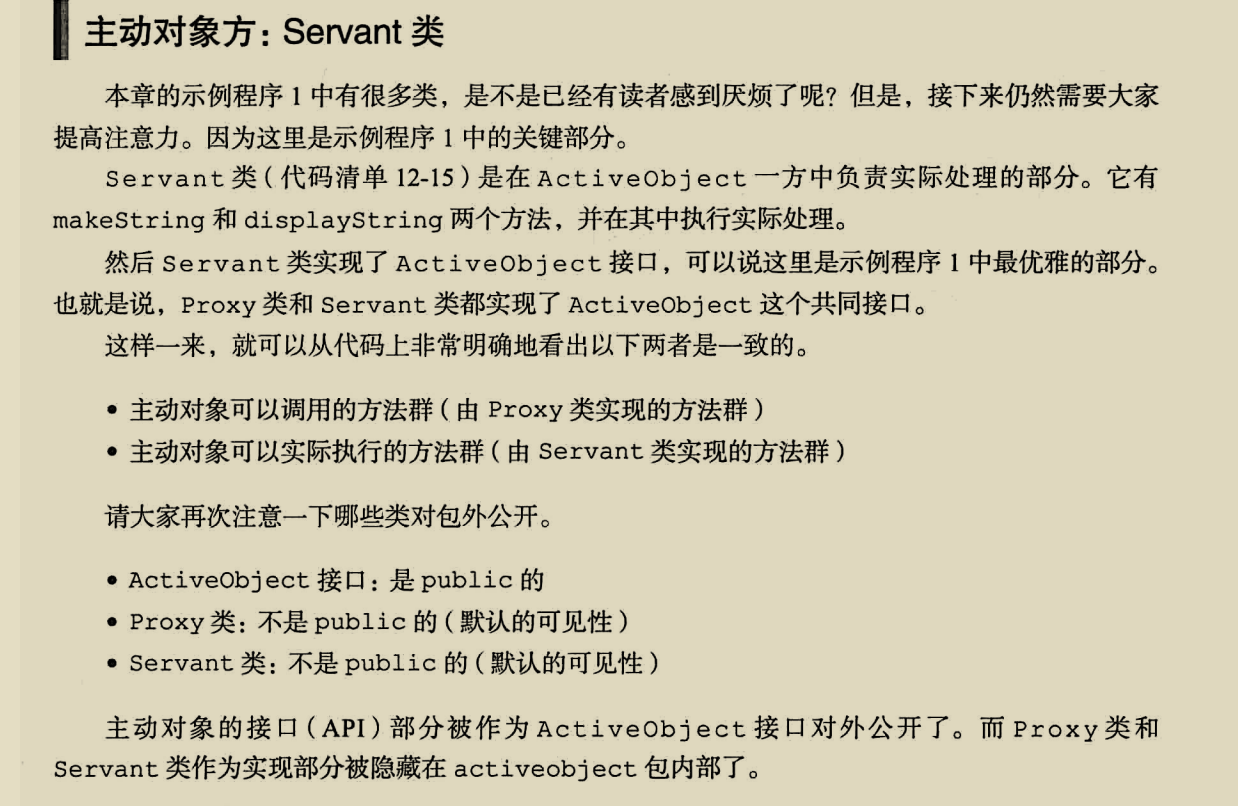 主动对象方：Servant 类
本章的示例程序 1 中有很多类，是不是已经有读者感到厌烦了呢？但是，接下来仍然需要大家
提高注意力。因为这里是示例程序 1 中的关键部分。
Servant 类（代码清单 12-15）是在 ActiveObject 一方中负责实际处理的部分。它有
makeString 和 displayString 两个方法，并在其中执行实际处理。
然后 Servant 类实现了 ActiveObject 接口，可以说这里是示例程序 1 中最优雅的部分。
也就是说，Proxy 类和 Servant 类都实现了 ActiveObject 这个共同接口。
这样一来，就可以从代码上非常明确地看出以下两者是一致的。
• 主动对象可以调用的方法群（由 Proxy 类实现的方法群）
• 主动对象可以实际执行的方法群（由 Servant 类实现的方法群）
请大家再次注意一下哪些类对包外公开。
• ActiveObject 接口：是 public 的
• Proxy 类：不是 public 的（默认的可见性）
• Servant 类：不是 public 的（默认的可见性）
主动对象的接口（API）部分被作为 ActiveObject 接口对外公开了。而 Proxy 类和
Servant 类作为实现部分被隐藏在 activeobject 包内部了。